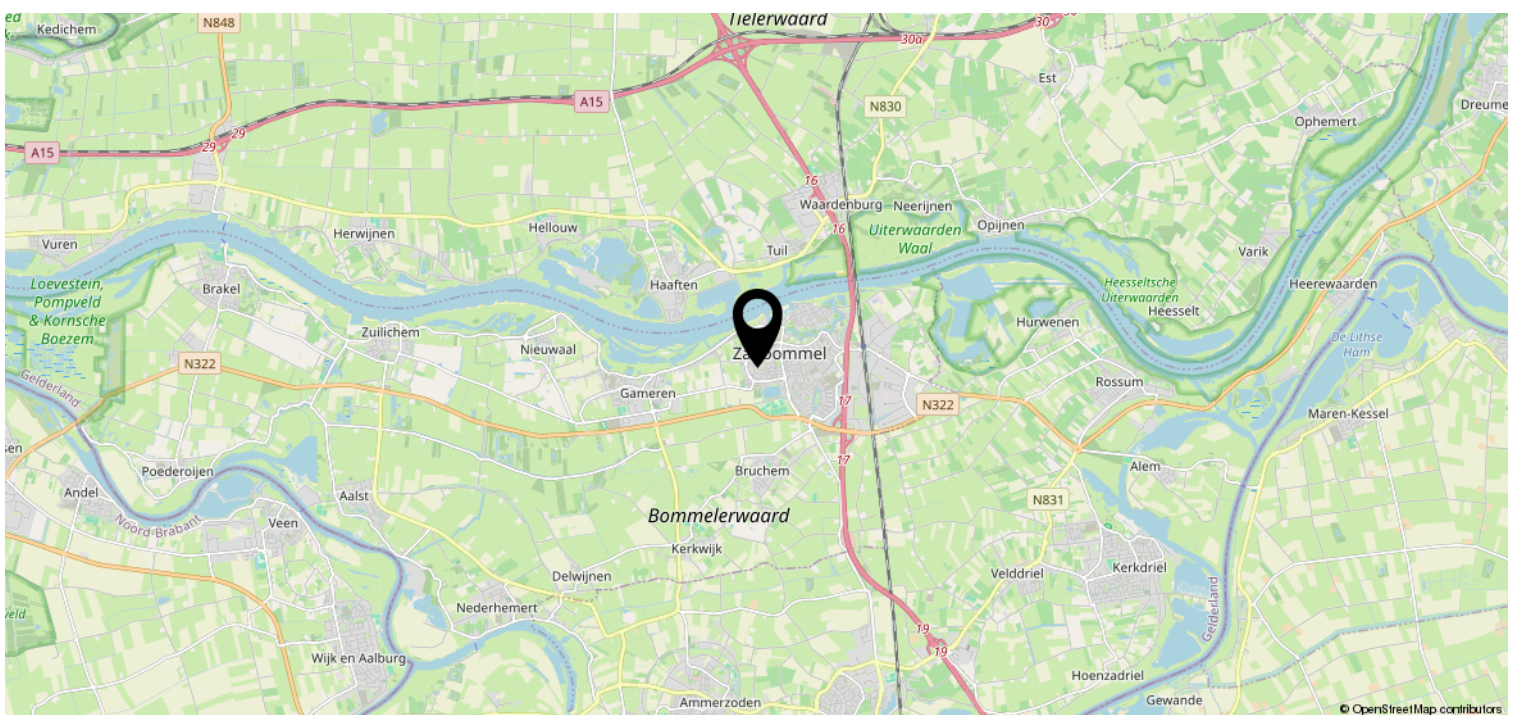 Tielerwaard
Kedichem
N848
30
30a
Est
A15
N830
Ophemert
29
29
A15
16
Waardenburg
Neerijnen
Opijnen
Hellouw
Herwijnen
16
Uiterwaarden
Waal
Vuren
Tuil
Varik
Loevestein,
Pompveld
& Kornsche
Boezem
Brakel
Haaften
Heesseltsche
Uiterwaarden
Heesselt
Heerewaarden
Zuilichem
Nieuwaal
Hurwenen
De Lithse
Ham
N322
Gelderland
Gameren
17
N322
Rossum
Maren-Kessel
Poederoijen
Bruchem
17
Alem
Andel
Aalst
N831
Noord-Brabant
Veen
Bommelerwaard
Kerkwijk
Delwijnen
Velddriel
Kerkdriel
Nederhemert
Gelderland
19
19
Wijk en Aalburg
Hoenzadriel
Ammerzoden
Gewande
© OpenStreetMap contributors